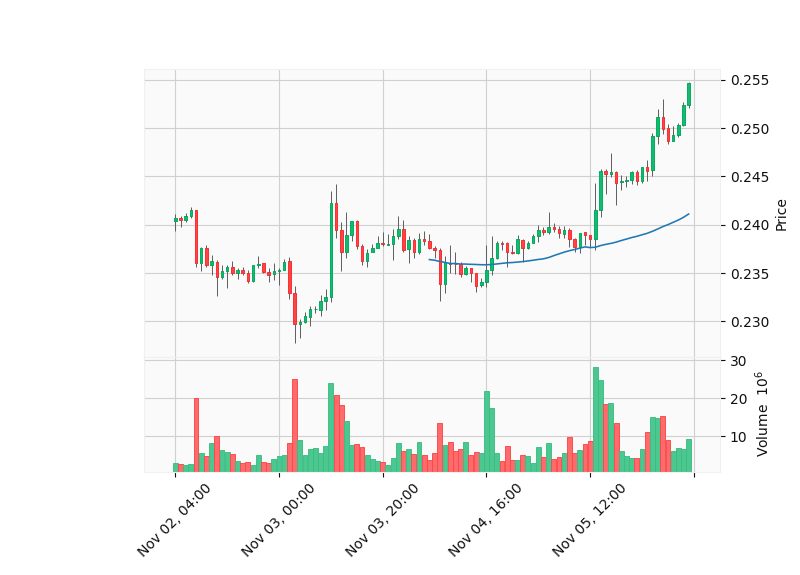 0.255
0.250
0.245
0.240
0.235
0.230
Price
30
20
10
Volume 10^6
Nov 02, 04:00
Nov 03, 00:00
Nov 03, 20:00
Nov 04, 16:00
Nov 05, 12:00